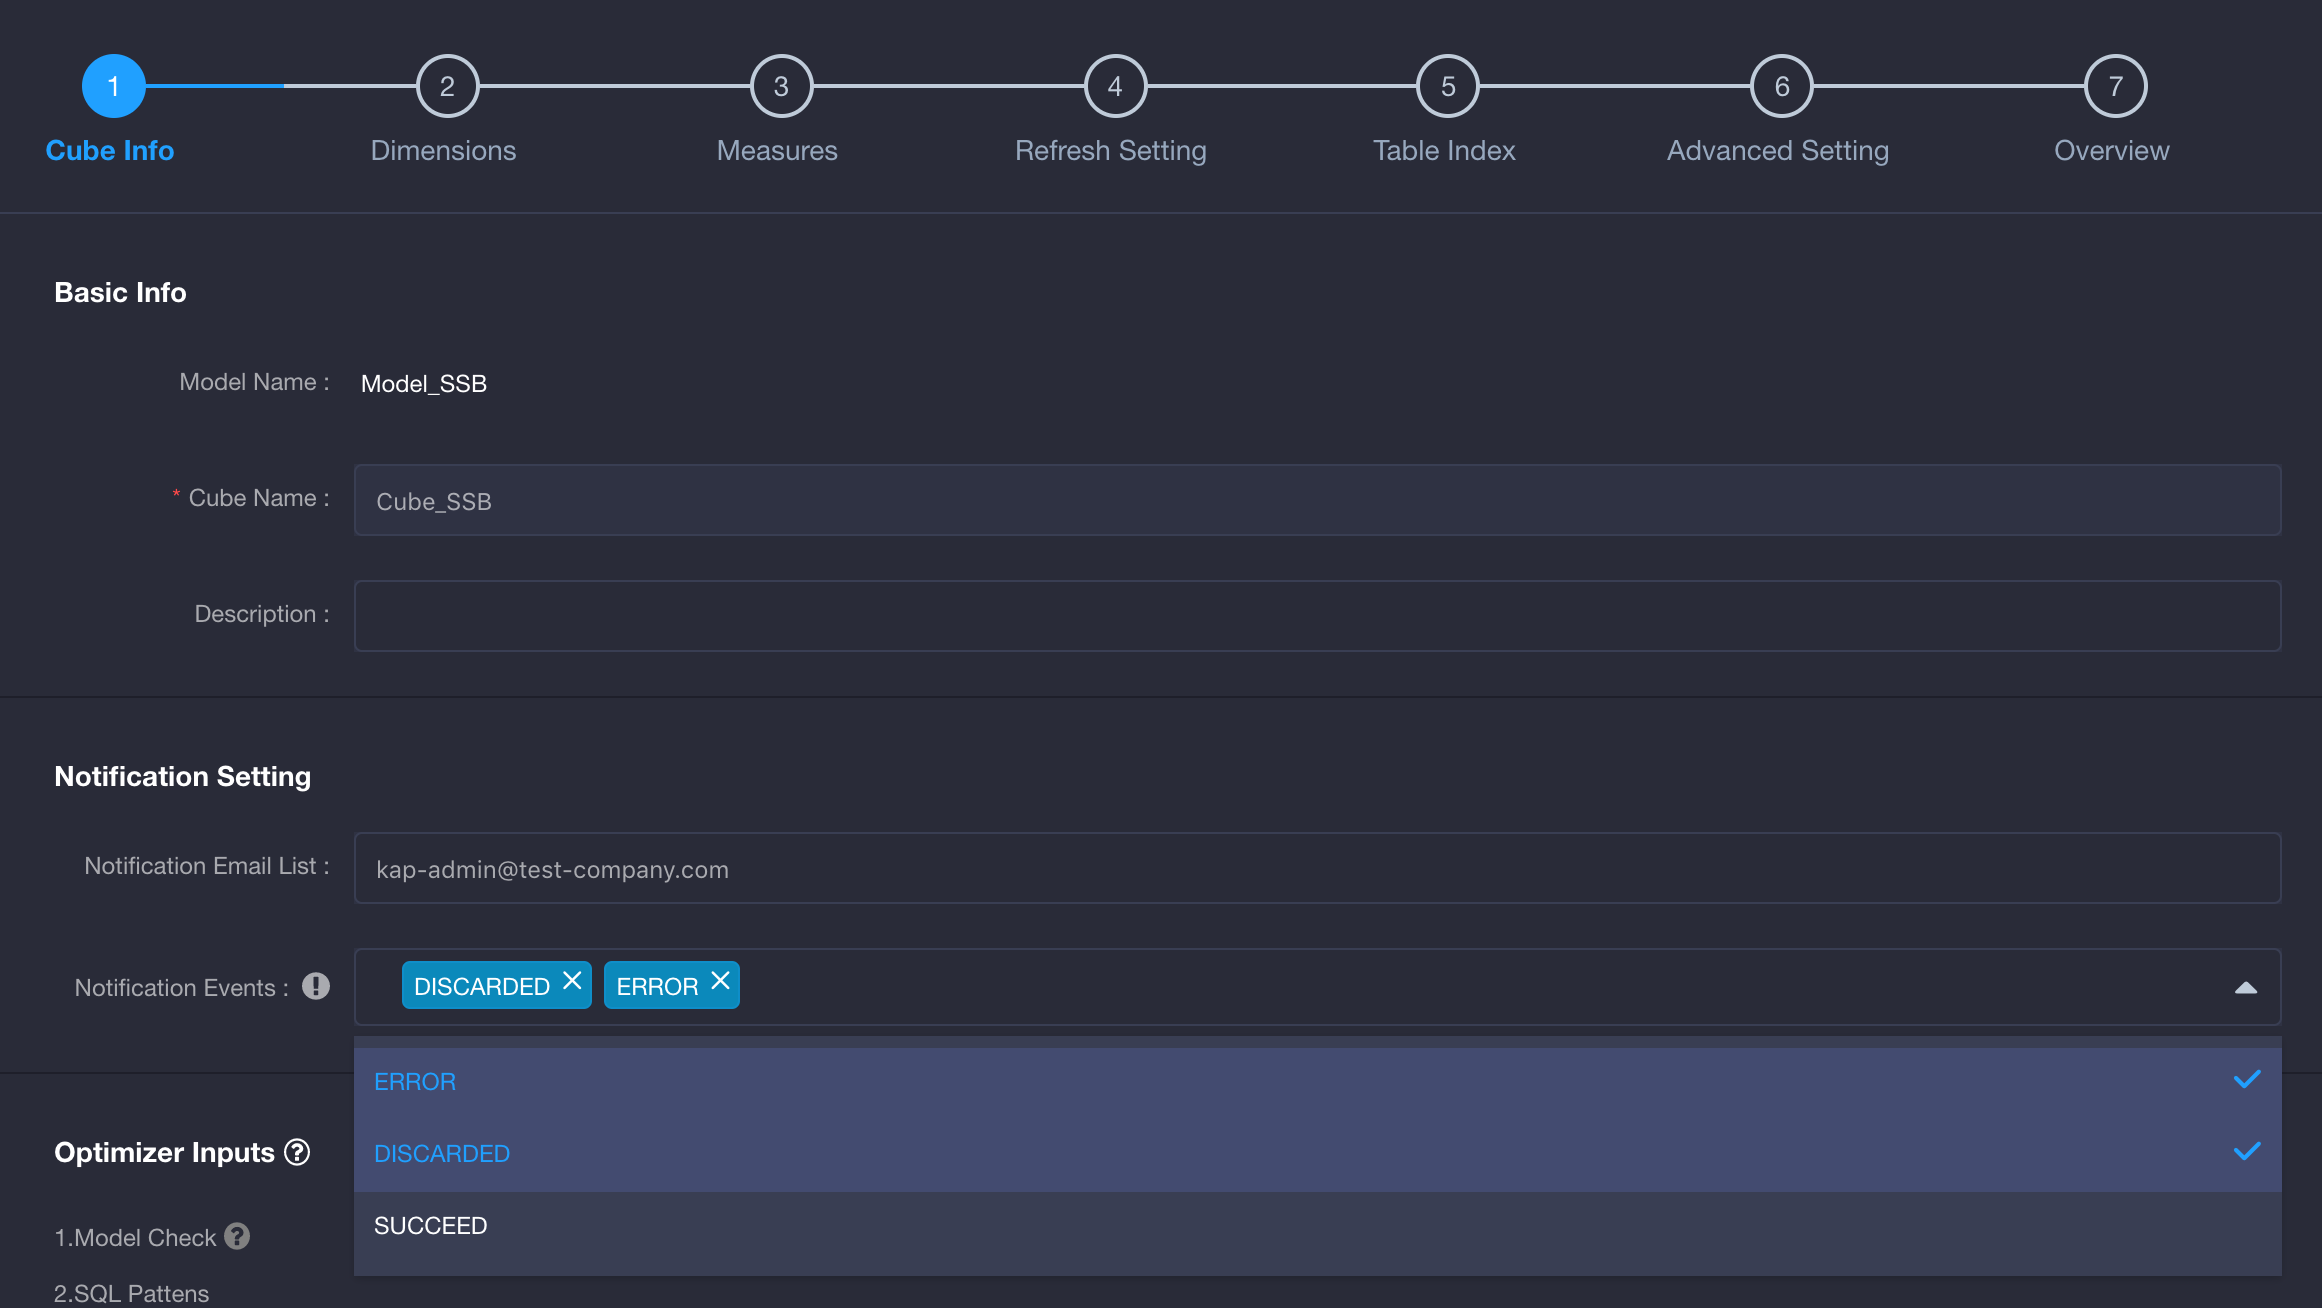 1 2 3 4 5 6 7
Cube Info Dimensions Measures Refresh Setting Table Index Advanced Setting Overview
Basic Info
Model Name : Model_SSB
* Cube Name : Cube_SSB
Description :
Notification Setting
Notification Email List : kap-admin@test-company.com
Notification Events : DISCARDED ERROR
ERROR
DISCARDED
Optimizer Inputs
SUCCEED
1.Model Check
2.SQL Pattens